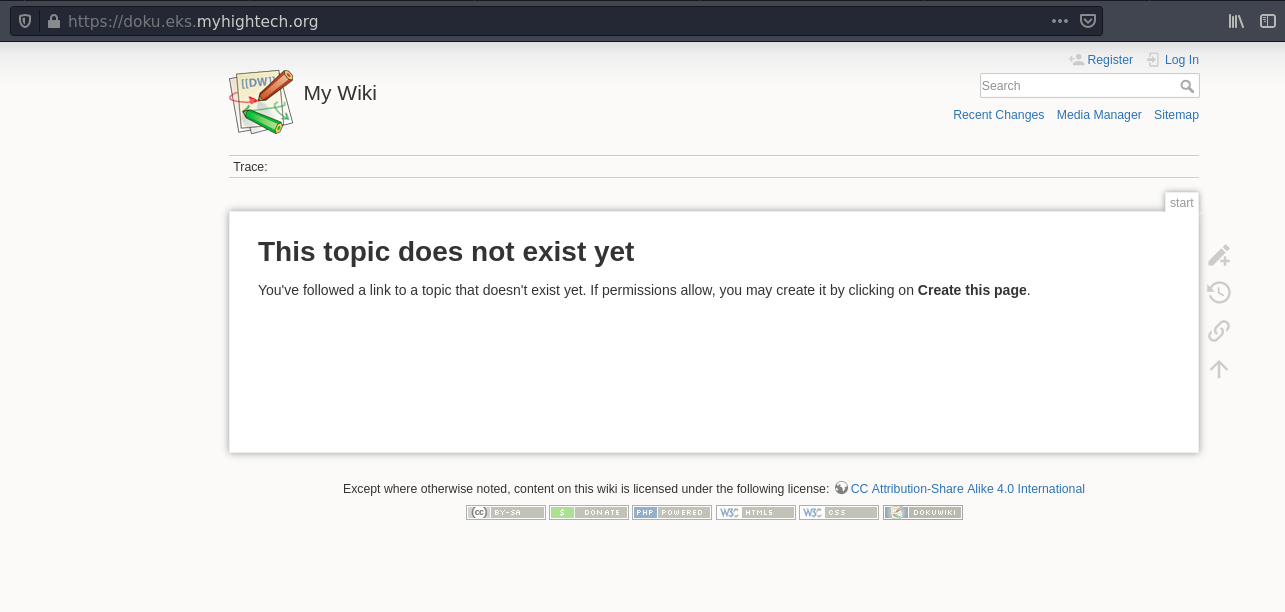 https://doku.eks.myhightech.org
Register Log In
[[DW]]
My Wiki
Search
Recent Changes Media Manager Sitemap
Trace:
start
This topic does not exist yet
You've followed a link to a topic that doesn't exist yet. If permissions allow, you may create it by clicking on Create this page.
Except where otherwise noted, content on this wiki is licensed under the following license: CC Attribution-Share Alike 4.0 International
cc BY-SA $ DONATE PHP POWERED W3C HTML5 W3C CSS DOKUWIKI